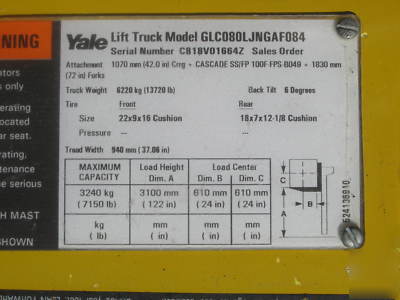 NING
Yale Lift Truck Model GLC080LJNGAF084
Serial Number C818V01664Z Sales Order
Attachment 1070 mm (42.0 in) Crrg + CASCADE SS/FP 100F-FPS-B049 + 1830 mm
(72 in) Forks
Truck Weight 6220 kg (13720 lb) Back Tilt 6 Degrees
Tire Front Rear
Size 22x9x16 Cushion 18x7x12-1/8 Cushion
Pressure --- ---
Tread Width 940 mm (37.06 in)
MAXIMUM CAPACITY Load Height Dim. A Load Center Dim. B Dim. C
3240 kg 3100 mm 610 mm 610 mm
( 7150 lb) ( 122 in) ( 24 in) ( 24 in)
kg mm mm mm
( lb) ( in) ( in) ( in)
C
B
A
524136910
ators
s only
perating
located
ar seat.
rating.
tenance
e serious
H MAST
SHOWN